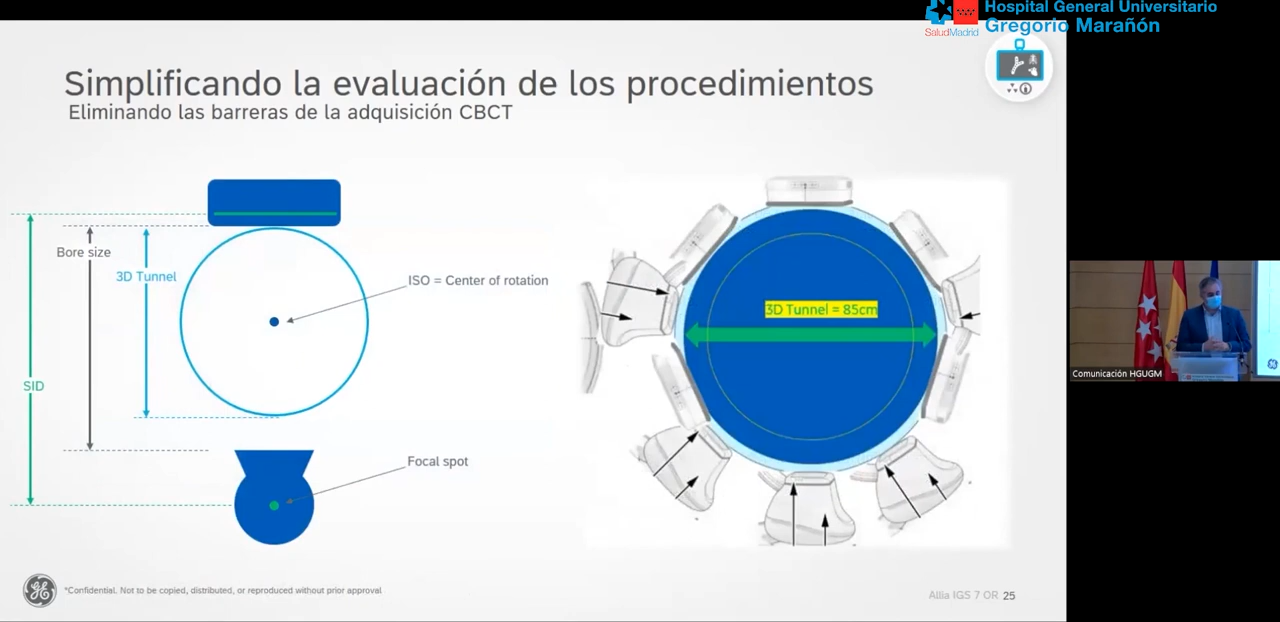 Hospital General Universitario
Gregorio Marañón
SaludMadrid
Simplificando la evaluación de los procedimientos
Eliminando las barreras de la adquisición CBCT
Bore size
3D Tunnel
ISO = Center of rotation
SID
Focal spot
3D Tunnel = 85cm
Comunicación HGUGM
*Confidential. Not to be copied, distributed, or reproduced without prior approval
Allia IGS 7 OR 25